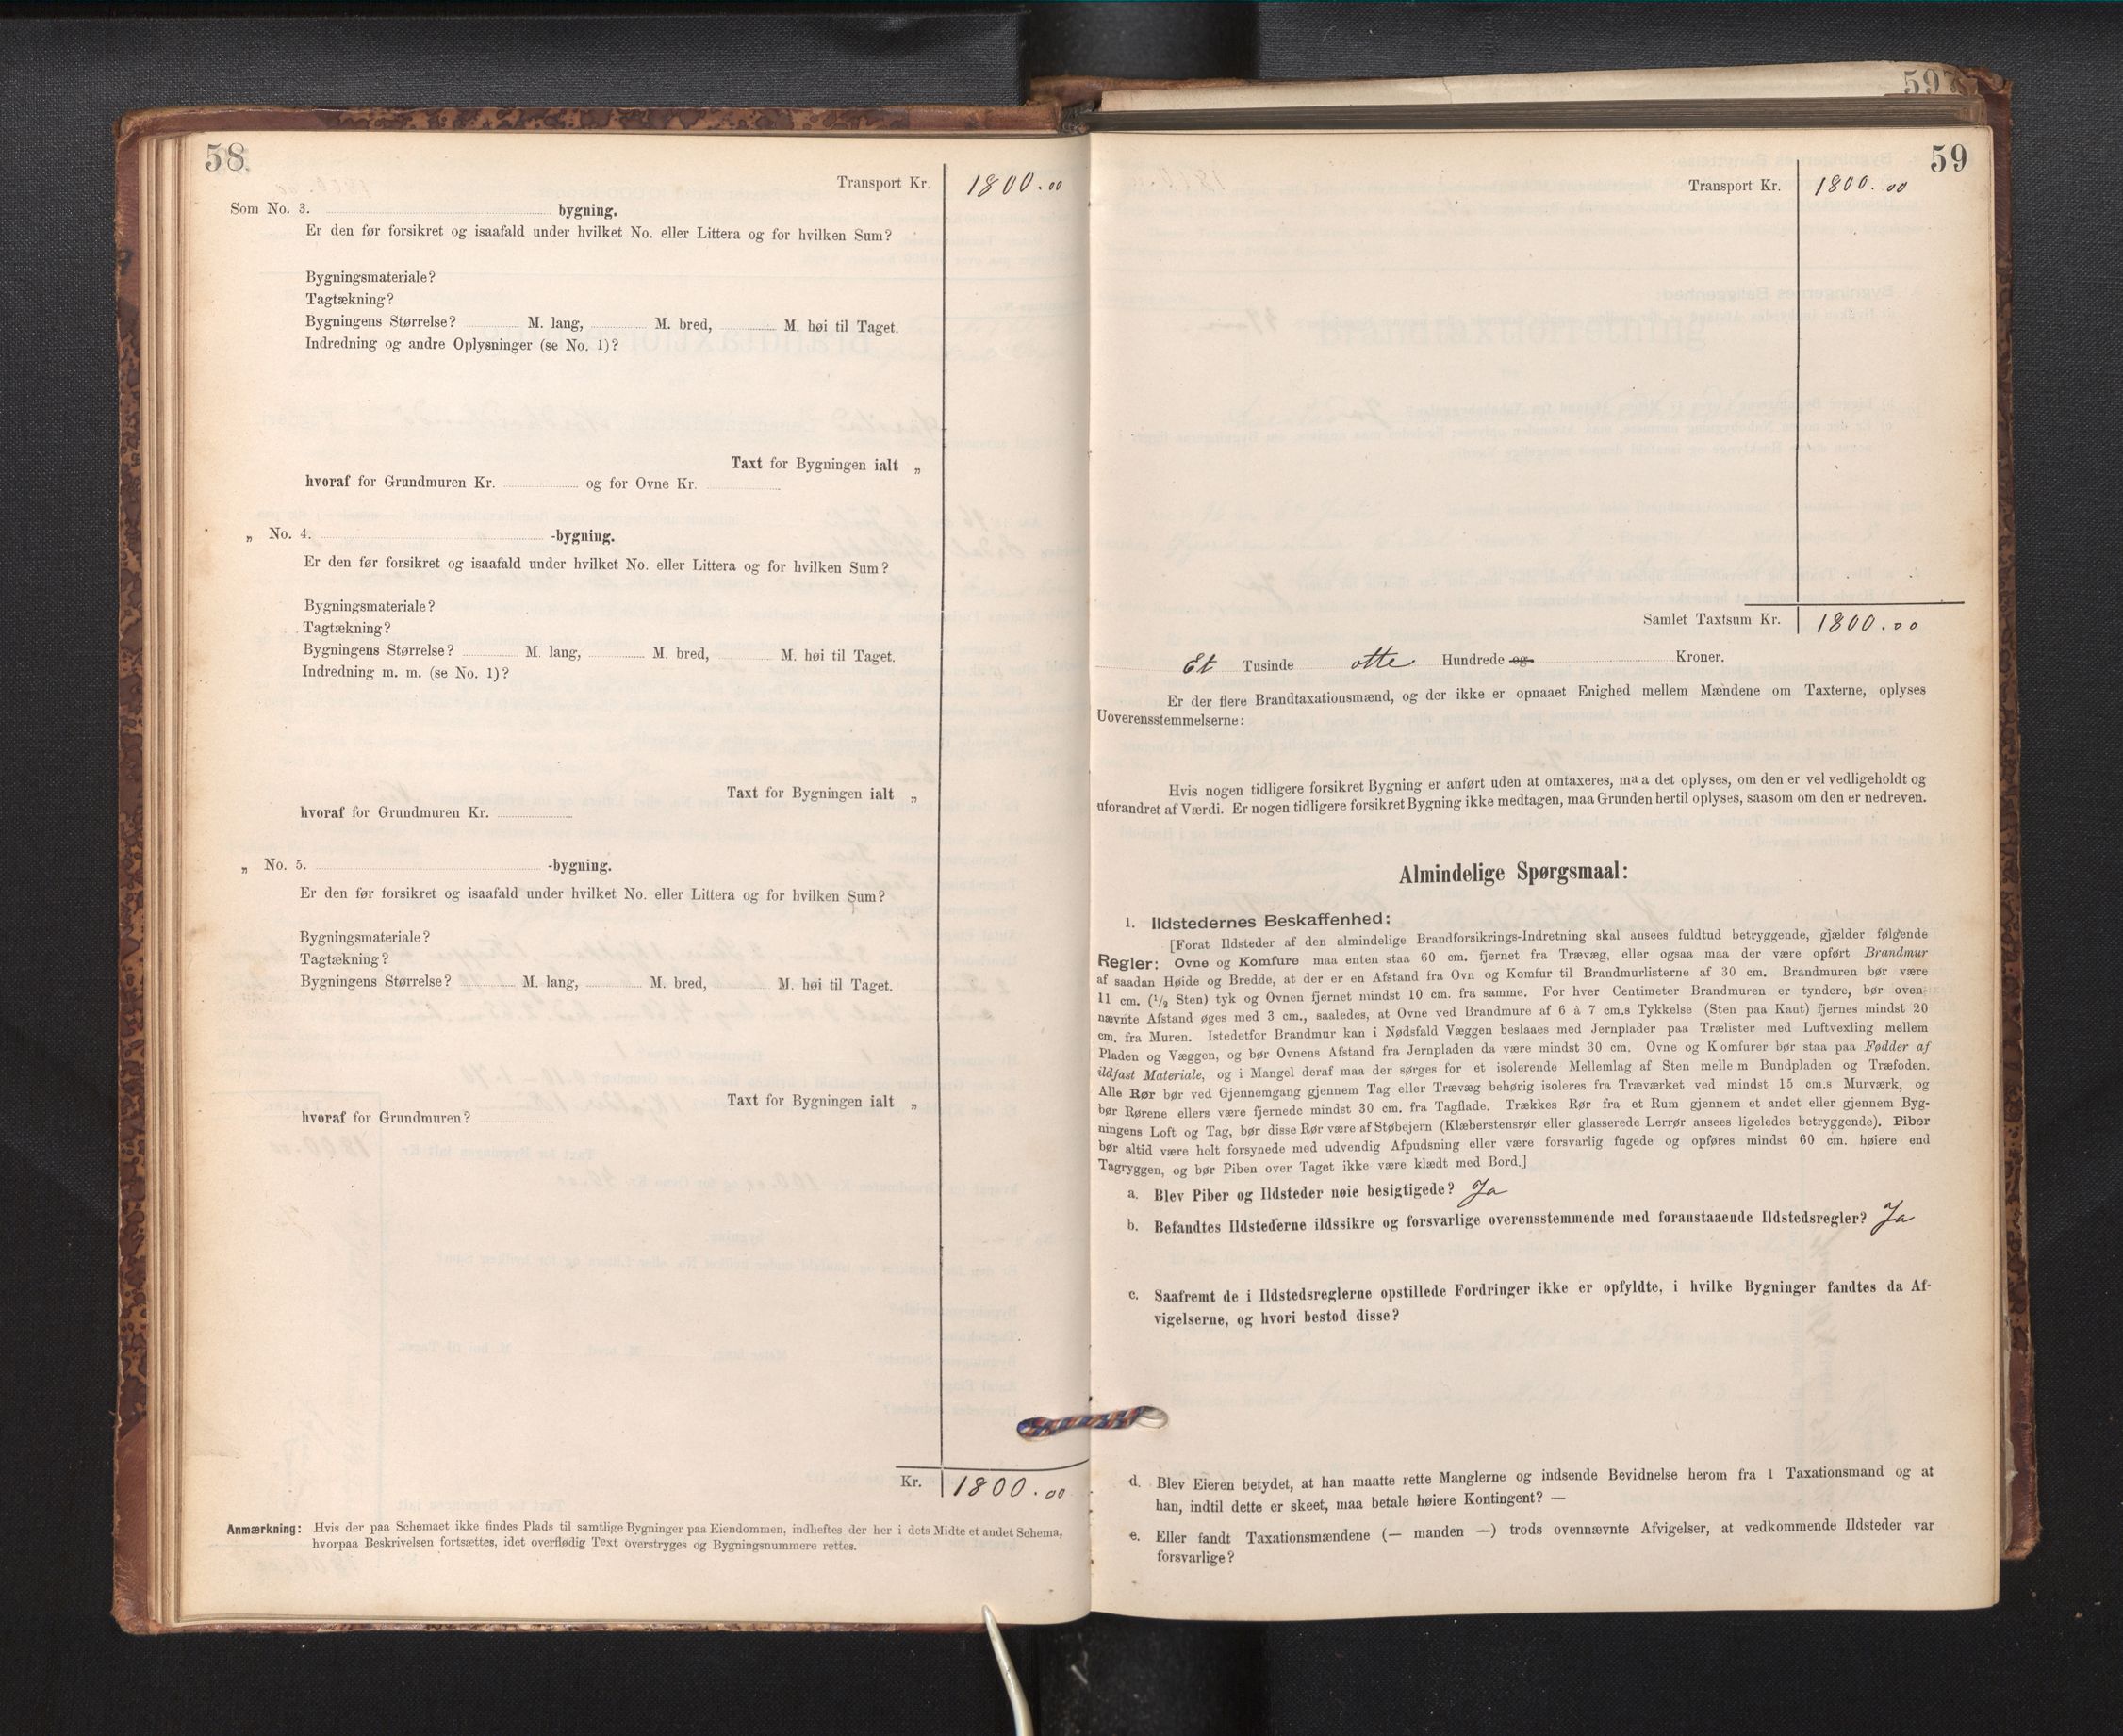 58.
Transport Kr. 1800.00
Som No. 3. bygning.
Er den før forsikret og isaafald under hvilket No. eller Littera og for hvilken Sum?
Bygningsmateriale?
Tagtækning?
Bygningens Størrelse? M. lang, M. bred, M. høi til Taget.
Indredning og andre Oplysninger (se No. 1)?
Taxt for Bygningen ialt „
hvoraf for Grundmuren Kr. og for Ovne Kr.
„ No. 4. -bygning.
Er den før forsikret og isaafald under hvilket No. eller Littera og for hvilken Sum?
Bygningsmateriale?
Tagtækning?
Bygningens Størrelse? M. lang, M. bred, M. høi til Taget.
Indredning m. m. (se No. 1)?
Taxt for Bygningen ialt „
hvoraf for Grundmuren Kr.
„ No. 5. -bygning.
Er den før forsikret og isaafald under hvilket No. eller Littera og for hvilken Sum?
Bygningsmateriale?
Tagtækning?
Bygningens Størrelse? M. lang, M. bred, M. høi til Taget.
Taxt for Bygningen ialt „
hvoraf for Grundmuren?
Kr. 1800.00
Anmærkning: Hvis der paa Schemaet ikke findes Plads til samtlige Bygninger paa Eiendommen, indheftes der her i dets Midte et andet Schema,
hvorpaa Beskrivelsen fortsættes, idet overflødig Text overstryges og Bygningsnummere rettes.
597
59
Transport Kr. 1800.00
Samlet Taxtsum Kr. 1800.00
Et Tusinde otte Hundrede og Kroner.
Er der flere Brandtaxationsmænd, og der ikke er opnaaet Enighed mellem Mændene om Taxterne, oplyses
Uoverensstemmelserne:
Hvis nogen tidligere forsikret Bygning er anført uden at omtaxeres, maa det oplyses, om den er vel vedligeholdt og
uforandret af Værdi. Er nogen tidligere forsikret Bygning ikke medtagen, maa Grunden hertil oplyses, saasom om den er nedreven.
Almindelige Spørgsmaal:
1. Ildstedernes Beskaffenhed:
[Forat Ildsteder af den almindelige Brandforsikrings-Indretning skal ansees fuldtud betryggende, gjælder følgende
Regler: Ovne og Komfure maa enten staa 60 cm. fjernet fra Trævæg, eller ogsaa maa der være opført Brandmur
af saadan Høide og Bredde, at der er en Afstand fra Ovn og Komfur til Brandmurlisterne af 30 cm. Brandmuren bør være
11 cm. (1/2 Sten) tyk og Ovnen fjernet mindst 10 cm. fra samme. For hver Centimeter Brandmuren er tyndere, bør oven-
nævnte Afstand øges med 3 cm., saaledes, at Ovne ved Brandmure af 6 à 7 cm.s Tykkelse (Sten paa Kant) fjernes mindst 20
cm. fra Muren. Istedetfor Brandmur kan i Nødsfald Væggen beslaaes med Jernplader paa Trælister med Luftvexling mellem
Pladen og Væggen, og bør Ovnens Afstand fra Jernpladen da være mindst 30 cm. Ovne og Komfurer bør staa paa Fødder af
ildfast Materiale, og i Mangel deraf maa der sørges for et isolerende Mellemlag af Sten mellem Bundpladen og Træfoden.
Alle Rør bør ved Gjennemgang gjennem Tag eller Trævæg behørig isoleres fra Træværket ved mindst 15 cm.s Murværk, og
bør Rørene ellers være fjernede mindst 30 cm. fra Tagflade. Trækkes Rør fra et Rum gjennem et andet eller gjennem Byg-
ningens Loft og Tag, bør disse Rør være af Støbejern (Klæberstensrør eller glasserede Lerrør ansees ligeledes betryggende). Piber
bør altid være helt forsynede med udvendig Afpudsning eller være forsvarlig fugede og opføres mindst 60 cm. høiere end
Tagryggen, og bør Piben over Taget ikke være klædt med Bord.]
a. Blev Piber og Ildsteder nøie besigtigede? Ja
b. Befandtes Ildstederne ildssikre og forsvarlige overensstemmende med foranstaaende Ildstedsregler? Ja
c. Saafremt de i Ildstedsreglerne opstillede Fordringer ikke er opfyldte, i hvilke Bygninger fandtes da Af-
vigelserne, og hvori bestod disse?
d. Blev Eieren betydet, at han maatte rette Manglerne og indsende Bevidnelse herom fra 1 Taxationsmand og at
han, indtil dette er skeet, maa betale høiere Kontingent? —
e. Eller fandt Taxationsmændene (— manden —) trods ovennævnte Afvigelser, at vedkommende Ildsteder var
forsvarlige?